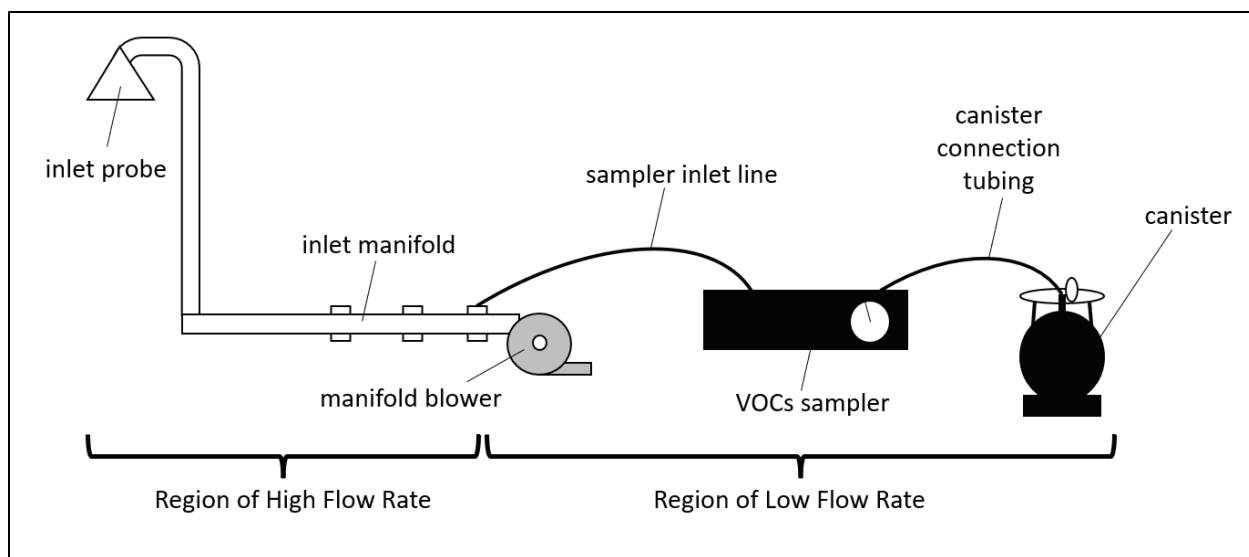 inlet probe
inlet manifold
manifold blower
sampler inlet line
VOCs sampler
canister
connection
tubing
canister
Region of High Flow Rate
Region of Low Flow Rate